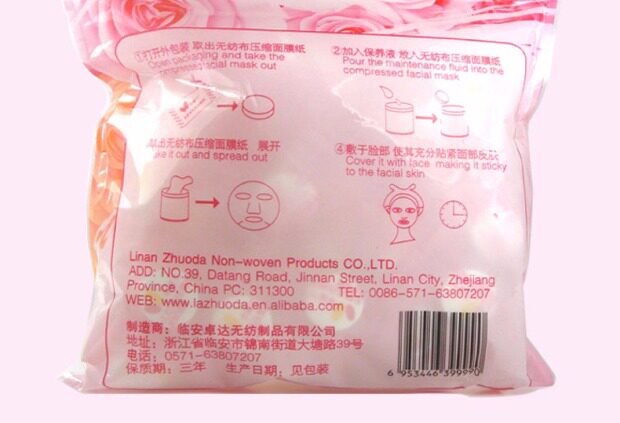 ①打开外包装 取出无纺布压缩面膜纸
Open packaging and take the
compressed facial mask out
②加入保养液 放入无纺布压缩面膜纸
Pour the maintenance fluid into the
compressed facial mask
取出无纺布压缩面膜纸 展开
take it out and spread out
④敷于脸部 使其充分贴紧面部皮肤
Cover it with face making it sticky
to the facial skin
Linan Zhuoda Non-woven Products CO.,LTD.
ADD: NO.39, Datang Road, Jinnan Street, Linan City, Zhejiang
Province, China PC: 311300 TEL: 0086-571-63807207
WEB: www.lazhuoda.en.alibaba.com
制造商：临安卓达无纺制品有限公司
地址：浙江省临安市锦南街道大塘路39号
电话：0571-63807207
保质期：三年 生产日期：见包装
6 953446 399990